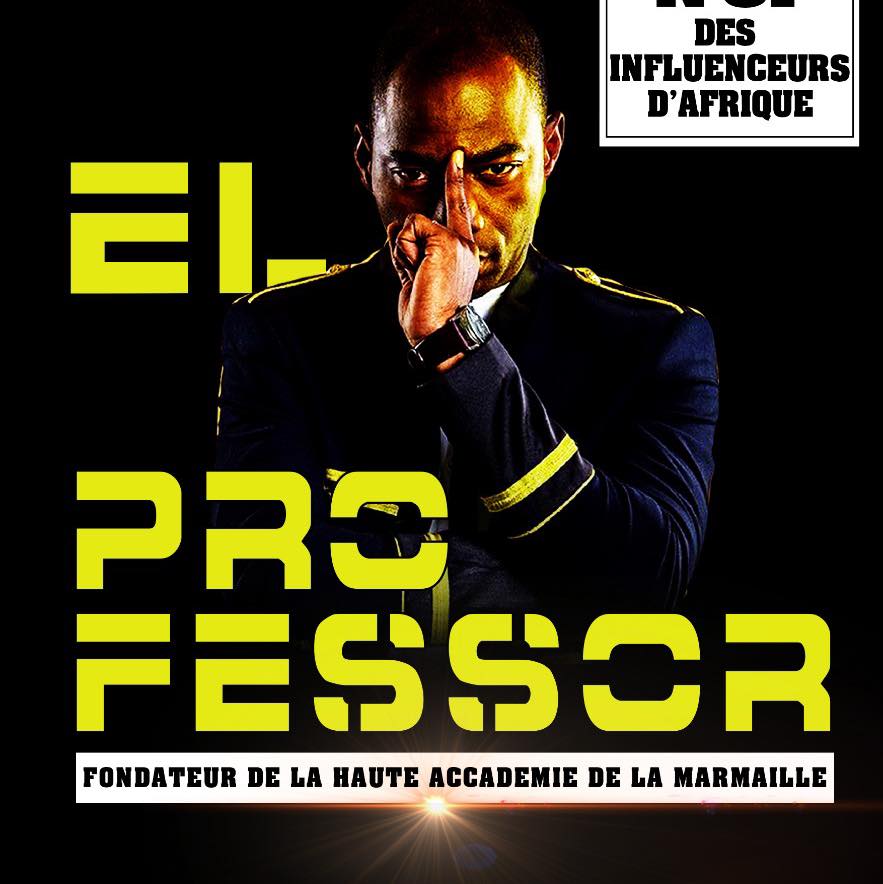 DES
INFLUENCEURS
D'AFRIQUE
EL
PRO
FESSOR
FONDATEUR DE LA HAUTE ACCADEMIE DE LA MARMAILLE